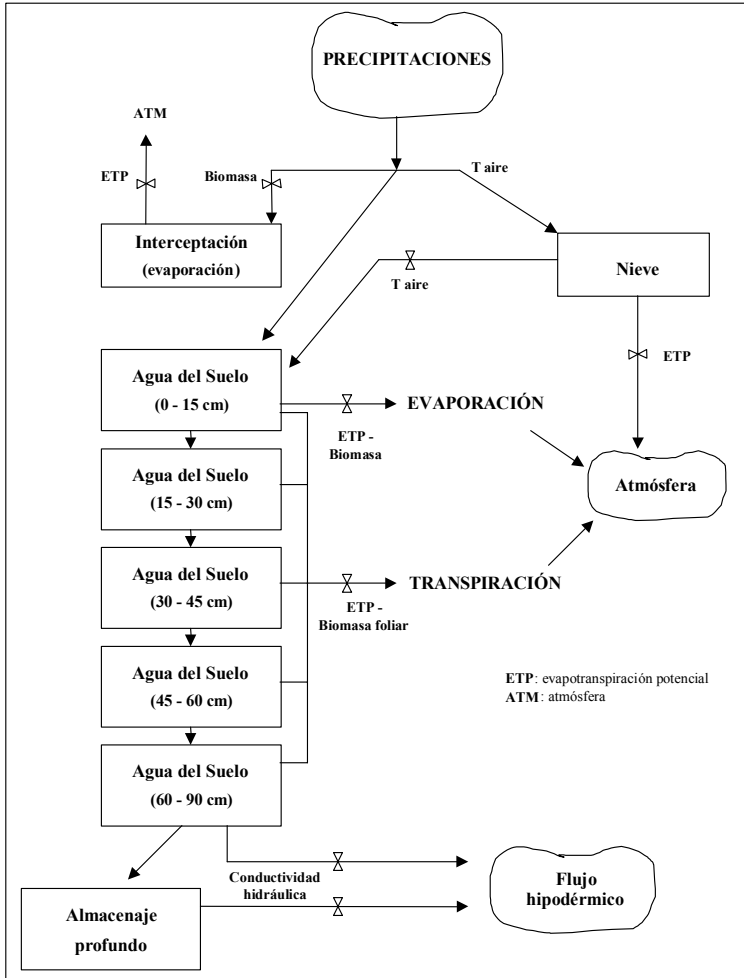 PRECIPITACIONES
ATM
ETP
Biomasa
T aire
Interceptación
(evaporación)
Nieve
T aire
ETP
Agua del Suelo
(0 - 15 cm)
EVAPORACIÓN
ETP -
Biomasa
Agua del Suelo
(15 - 30 cm)
Atmósfera
Agua del Suelo
(30 - 45 cm)
TRANSPIRACIÓN
ETP -
Biomasa foliar
Agua del Suelo
(45 - 60 cm)
ETP: evapotranspiración potencial
ATM: atmósfera
Agua del Suelo
(60 - 90 cm)
Conductividad
hidráulica
Flujo
hipodérmico
Almacenaje
profundo